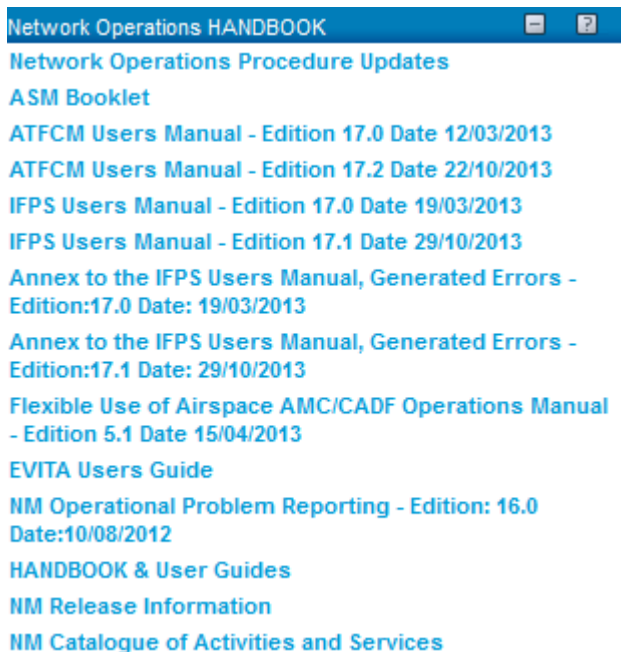 Network Operations HANDBOOK
Network Operations Procedure Updates
ASM Booklet
ATFCM Users Manual - Edition 17.0 Date 12/03/2013
ATFCM Users Manual - Edition 17.2 Date 22/10/2013
IFPS Users Manual - Edition 17.0 Date 19/03/2013
IFPS Users Manual - Edition 17.1 Date 29/10/2013
Annex to the IFPS Users Manual, Generated Errors -
Edition:17.0 Date: 19/03/2013
Annex to the IFPS Users Manual, Generated Errors -
Edition:17.1 Date: 29/10/2013
Flexible Use of Airspace AMC/CADF Operations Manual
- Edition 5.1 Date 15/04/2013
EVITA Users Guide
NM Operational Problem Reporting - Edition: 16.0
Date:10/08/2012
HANDBOOK & User Guides
NM Release Information
NM Catalogue of Activities and Services